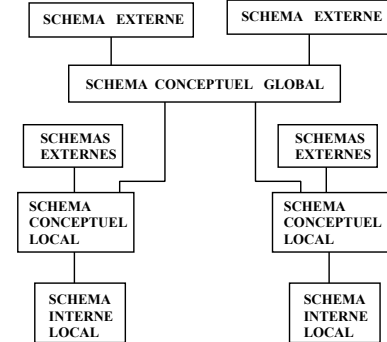 SCHEMA EXTERNE
SCHEMA EXTERNE
SCHEMA CONCEPTUEL GLOBAL
SCHEMAS
EXTERNES
SCHEMAS
EXTERNES
SCHEMA
CONCEPTUEL
LOCAL
SCHEMA
CONCEPTUEL
LOCAL
SCHEMA
INTERNE
LOCAL
SCHEMA
INTERNE
LOCAL